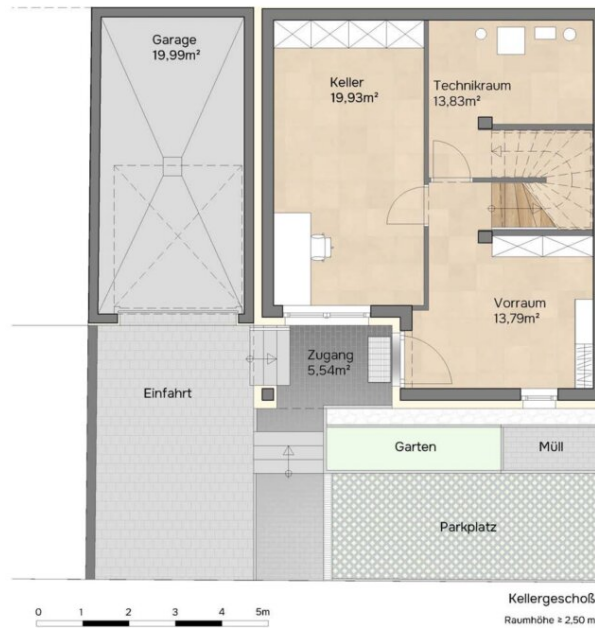 Garage
19,99m²
Keller
19,93m²
Technikraum
13,83m²
Vorraum
13,79m²
Zugang
5,54m²
Einfahrt
Garten
Müll
Parkplatz
Kellergeschoß
Raumhöhe ≥ 2,50 m
0 1 2 3 4 5m